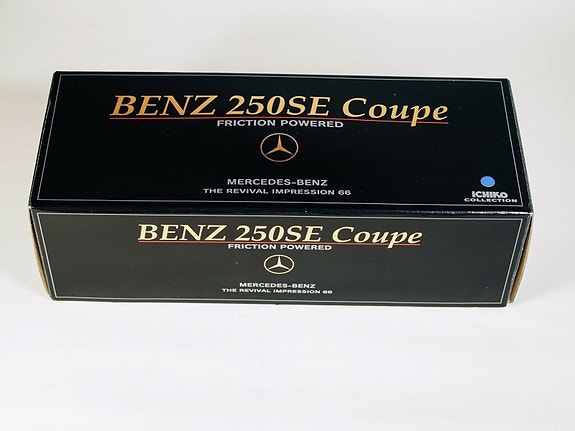 BENZ 250SE Coupe
FRICTION POWERED
MERCEDES-BENZ
THE REVIVAL IMPRESSION 66
ICHIKO
COLLECTION
BENZ 250SE Coupe
FRICTION POWERED
MERCEDES-BENZ
THE REVIVAL IMPRESSION 66